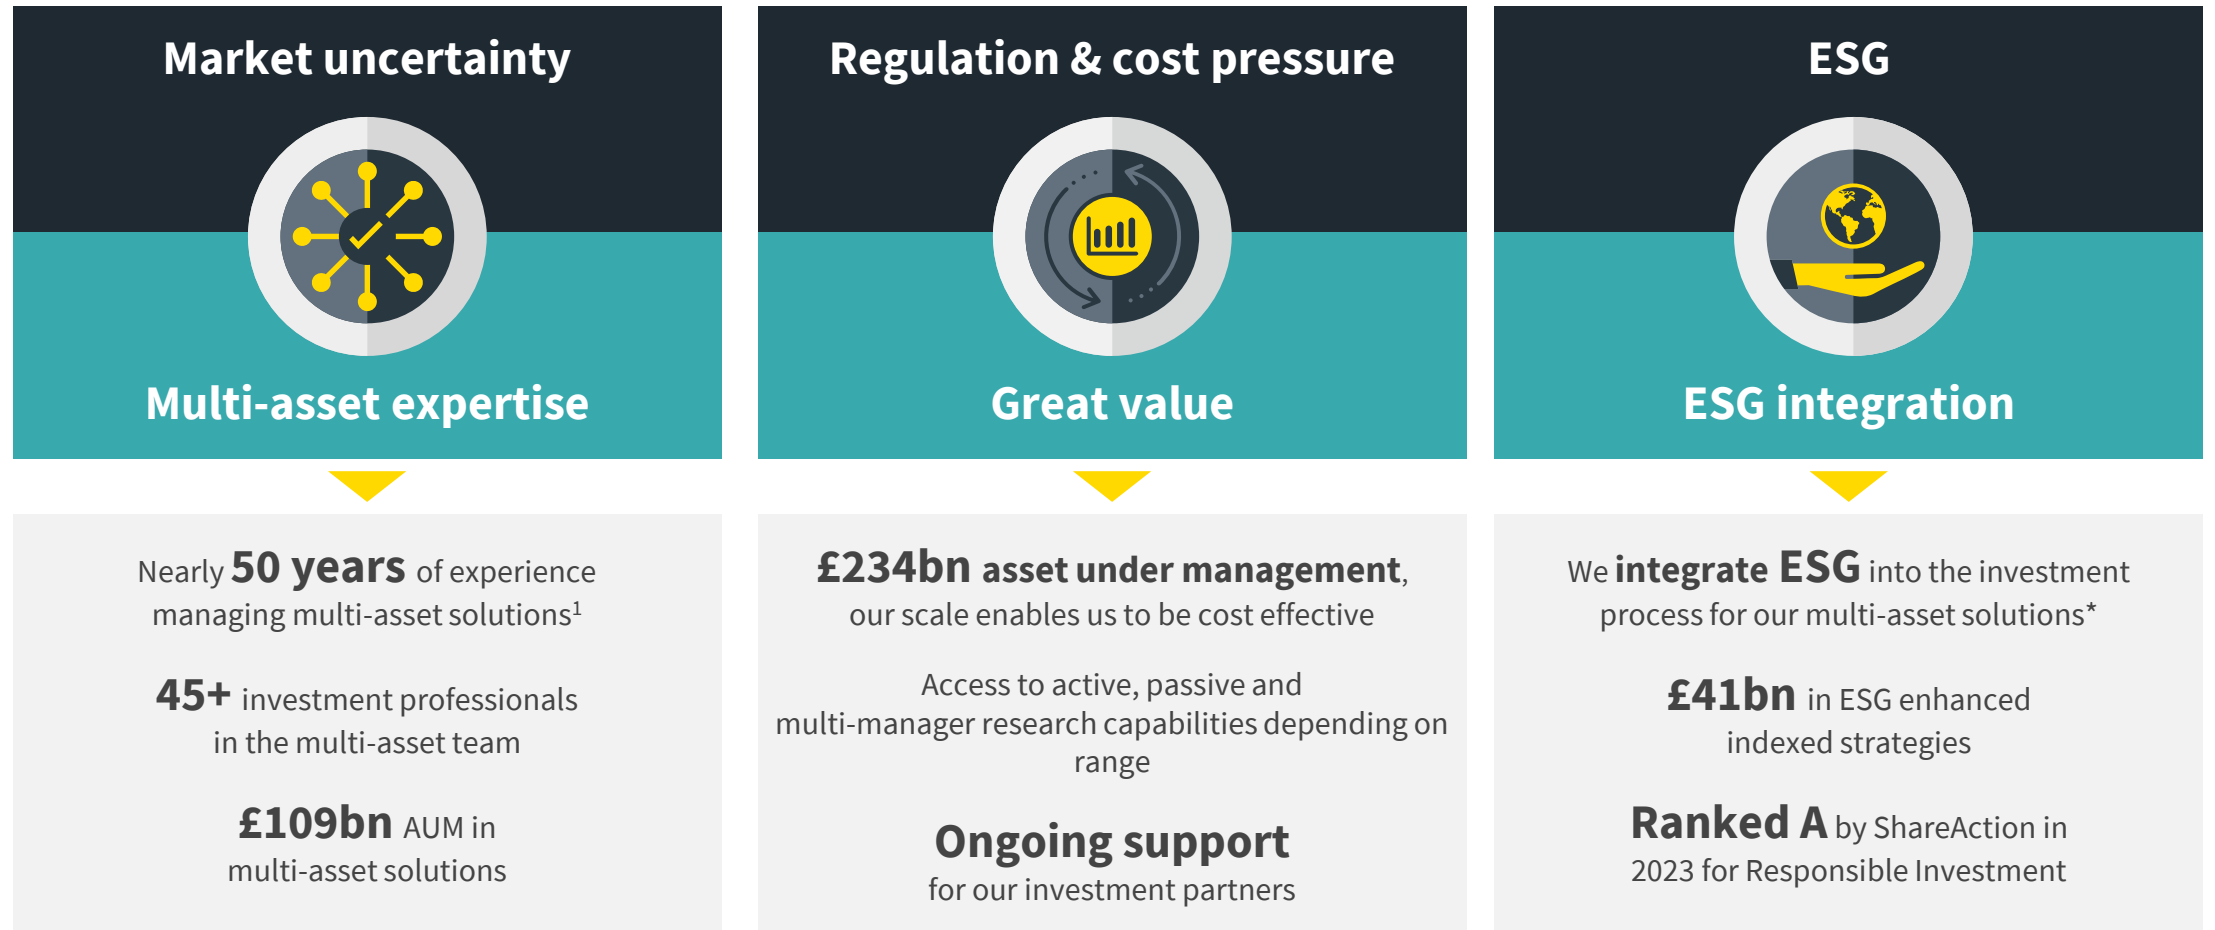 Market uncertainty
Multi-asset expertise
Nearly 50 years of experience
managing multi-asset solutions¹
45+ investment professionals
in the multi-asset team
£109bn AUM in
multi-asset solutions
Regulation & cost pressure
Great value
£234bn asset under management,
our scale enables us to be cost effective
Access to active, passive and
multi-manager research capabilities depending on
range
Ongoing support
for our investment partners
ESG
ESG integration
We integrate ESG into the investment
process for our multi-asset solutions*
£41bn in ESG enhanced
indexed strategies
Ranked A by ShareAction in
2023 for Responsible Investment